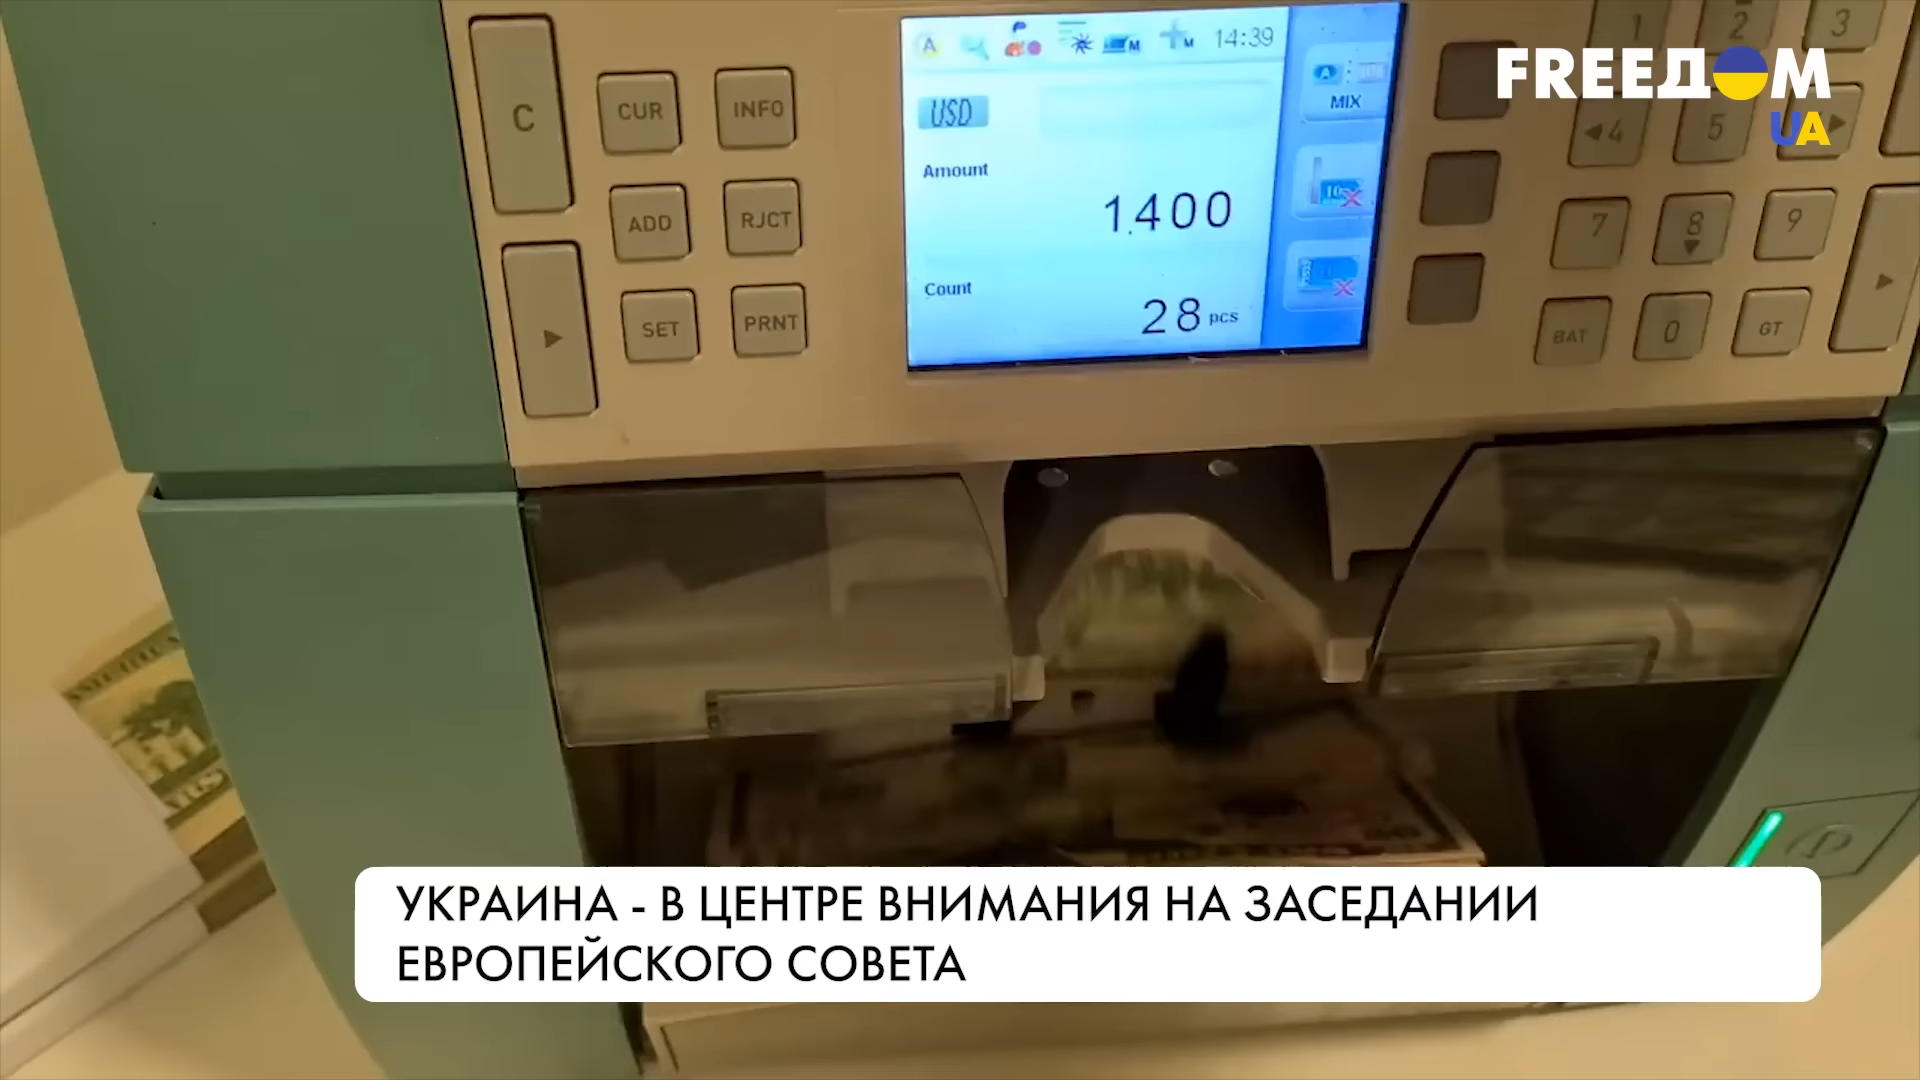 14:39
1 2 3
FREEДOM
UA
C CUR INFO
USD
MIX
4 5
Amount
1.400
ADD RJCT
7 8 9
Count
28 pcs
SET PRNT
BAT 0 GT
УКРАИНА - В ЦЕНТРЕ ВНИМАНИЯ НА ЗАСЕДАНИИ
ЕВРОПЕЙСКОГО СОВЕТА